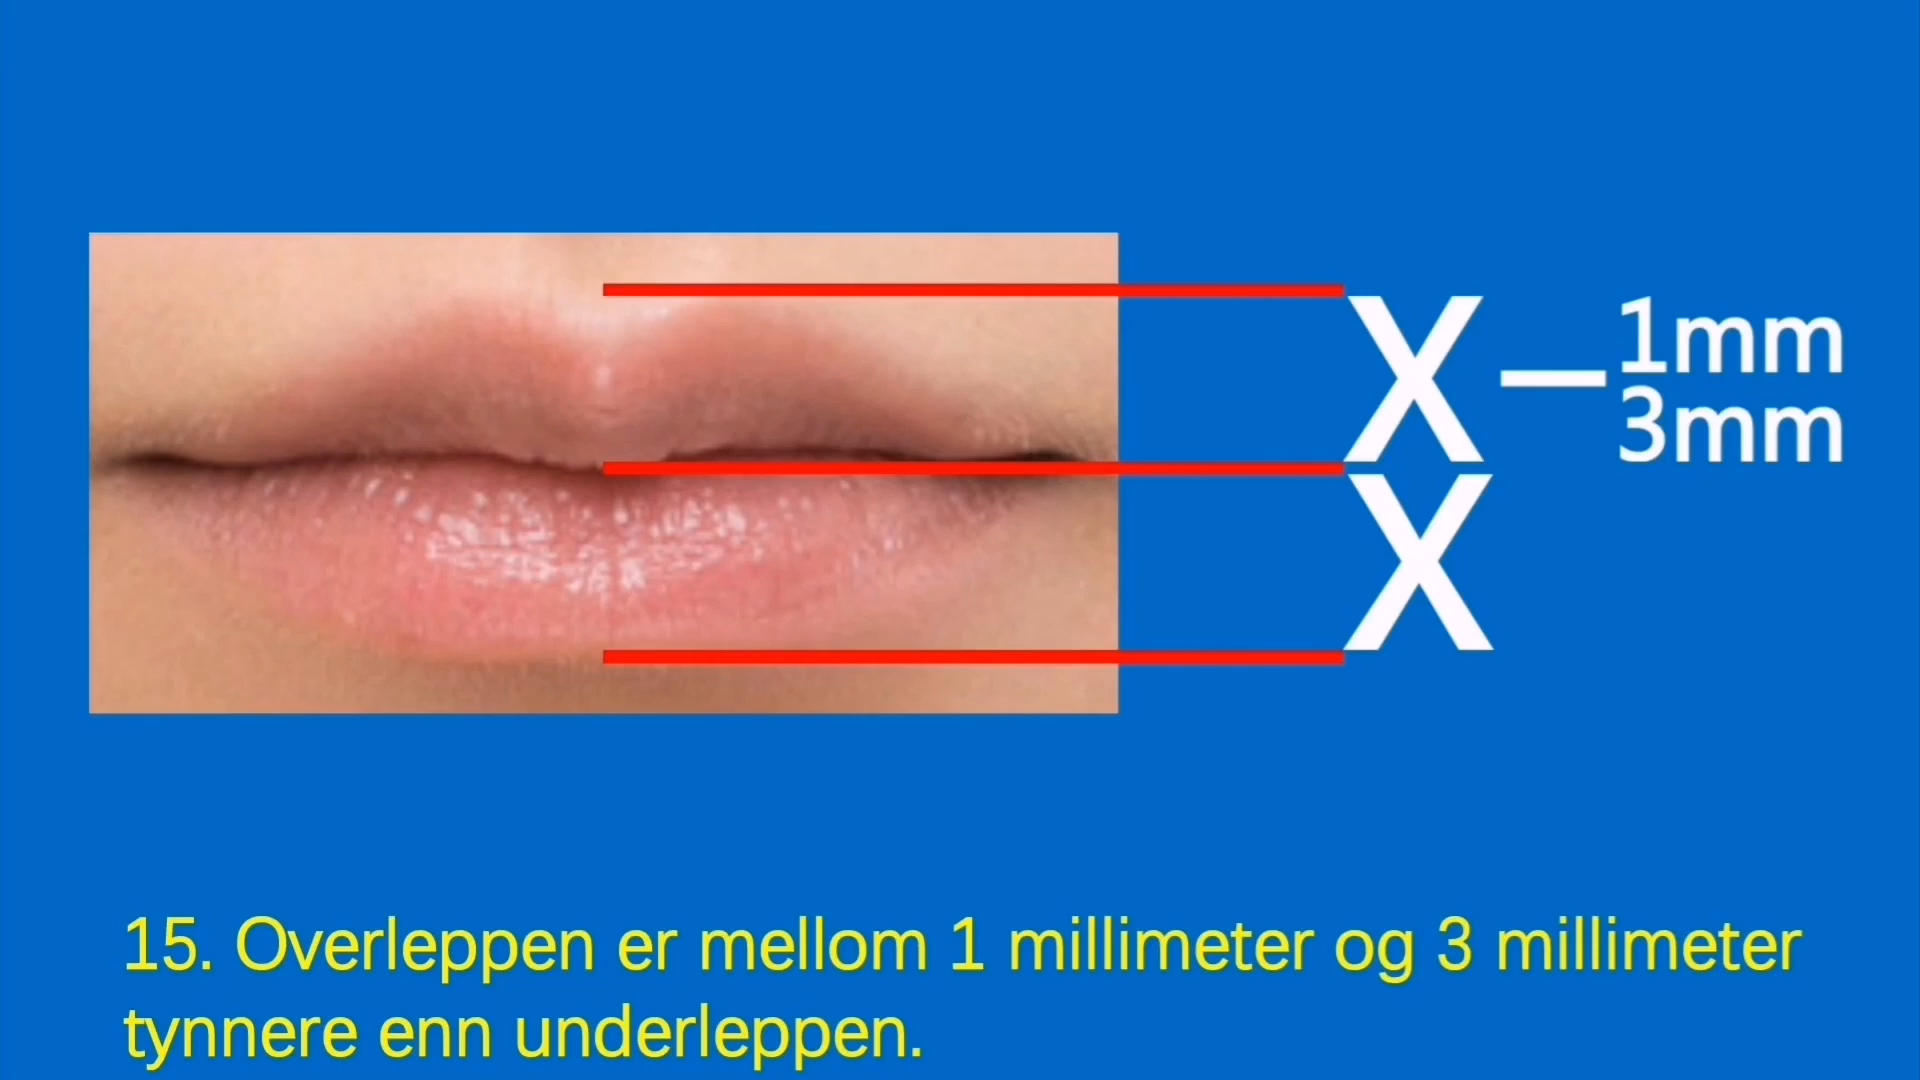 X — 1mm
3mm
X
15. Overleppen er mellom 1 millimeter og 3 millimeter
tynnere enn underleppen.